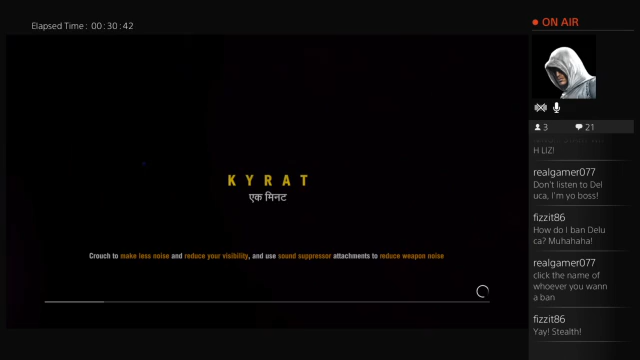 Elapsed Time : 00:30:42
ON AIR
3
21
KYRAT
एक मिनट
Crouch to make less noise and reduce your visibility, and use sound suppressor attachments to reduce weapon noise
H LIZ!
realgamer077
Don't listen to Del
uca, I'm yo boss!
fizzit86
How do I ban Delu
ca? Muhahaha!
realgamer077
click the name of
whoever you wann
a ban
fizzit86
Yay! Stealth!